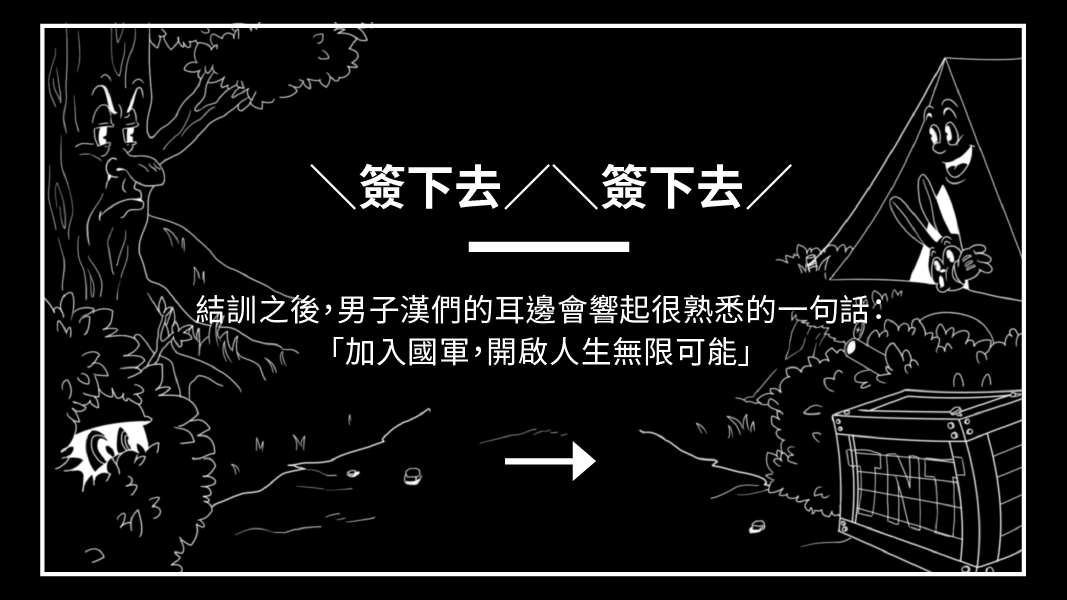 ＼簽下去／＼簽下去／
結訓之後，男子漢們的耳邊會響起很熟悉的一句話：
「加入國軍，開啟人生無限可能」
TNT